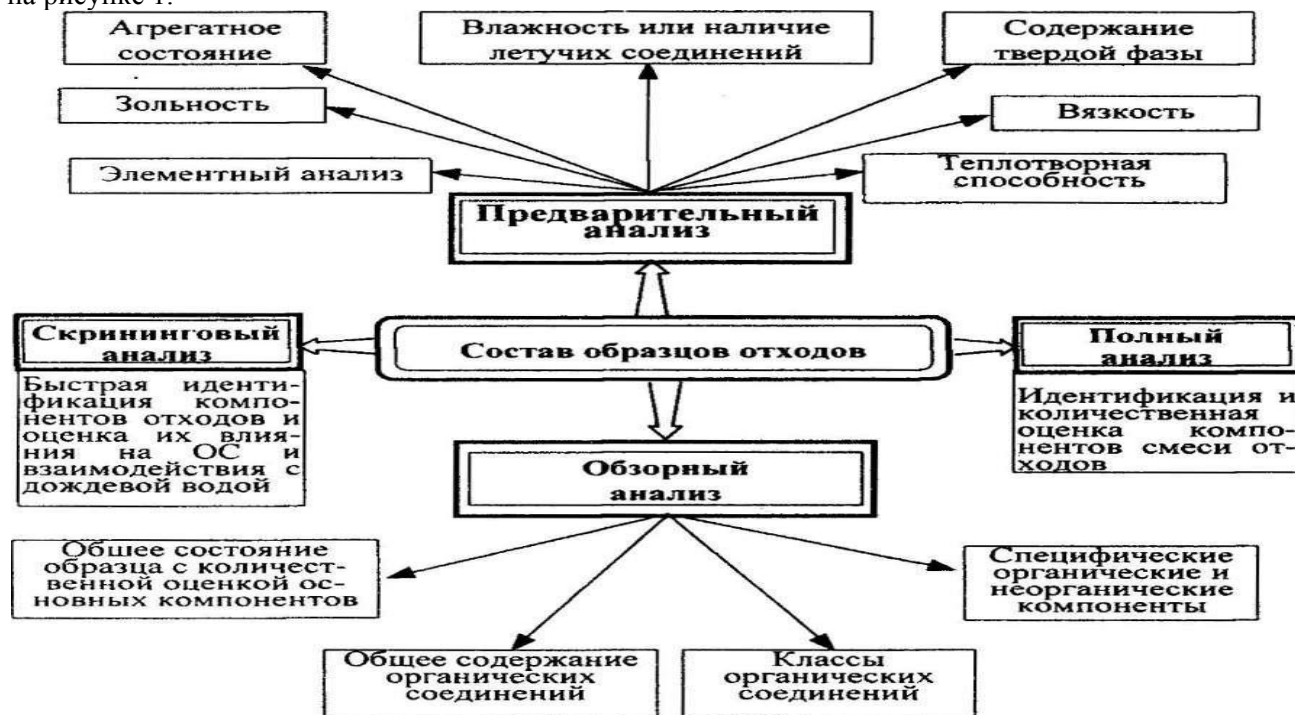 на рисунке 1.
Агрегатное
состояние
Влажность или наличие
летучих соединений
Содержание
твердой фазы
Зольность
Вязкость
Элементный анализ
Теплотворная
способность
Предварительный
анализ
Скрининговый
анализ
Состав образцов отходов
Полный
анализ
Быстрая иденти-
фикация компо-
нентов отходов и
оценка их влия-
ния на ОС и
взаимодействия с
дождевой водой
Идентификация и
количественная
оценка компо-
нентов смеси от-
ходов
Обзорный
анализ
Общее состояние
образца с количест-
венной оценкой ос-
новных компонентов
Специфические
органические и
неорганические
компоненты
Общее содержание
органических
соединений
Классы
органических
соединений